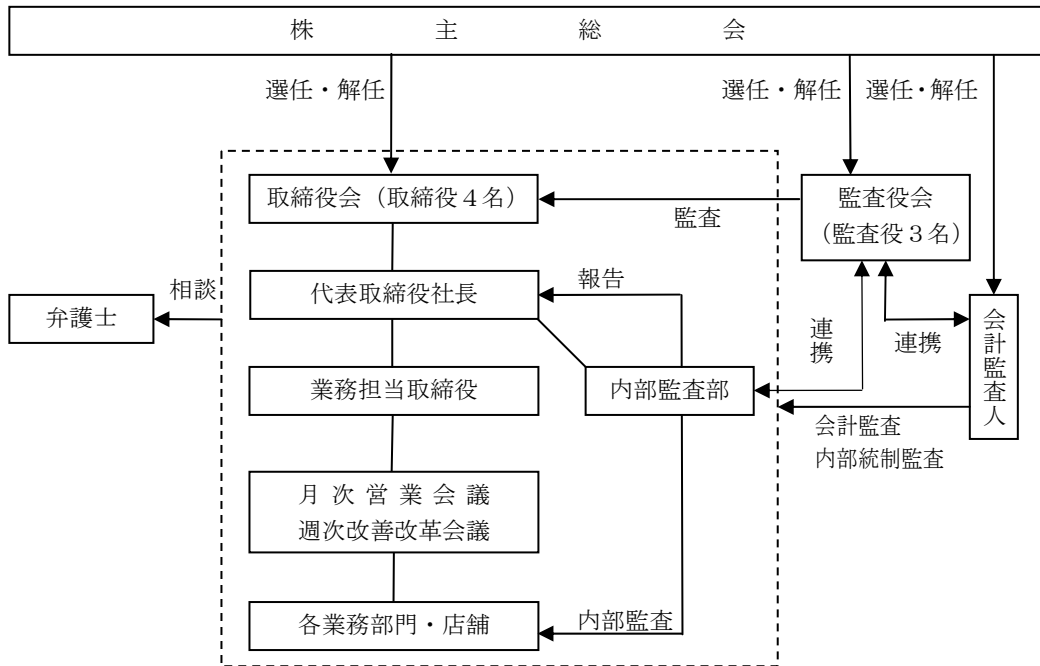 株主総会
選任・解任
選任・解任
選任・解任
取締役会（取締役４名）
監査
監査役会
（監査役３名）
代表取締役社長
報告
相談
弁護士
連携
連携
会計監査人
業務担当取締役
内部監査部
会計監査
内部統制監査
月次営業会議
週次改善改革会議
各業務部門・店舗
内部監査